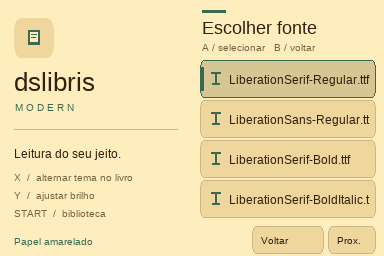 dslibris
MODERN
Leitura do seu jeito.
X / alternar tema no livro
Y / ajustar brilho
START / biblioteca
Papel amarelado
Escolher fonte
A / selecionar B / voltar
LiberationSerif-Regular.ttf
LiberationSans-Regular.tt
LiberationSerif-Bold.ttf
LiberationSerif-BoldItalic.t
Voltar
Prox.